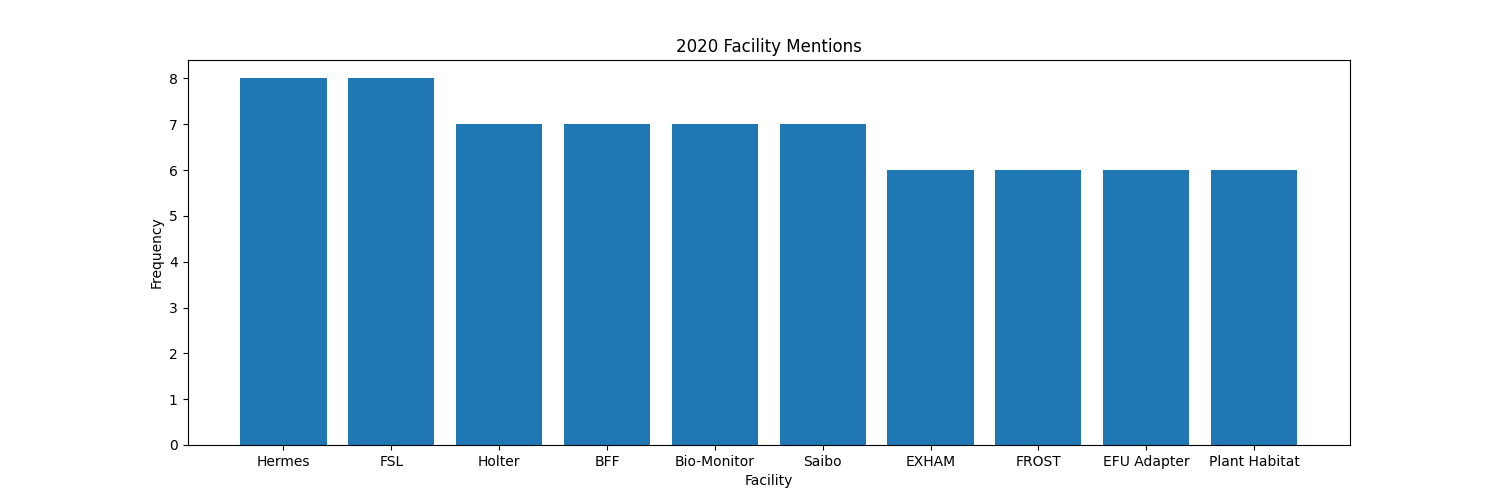 2020 Facility Mentions
Frequency
8
7
6
5
4
3
2
1
0
Hermes FSL Holter BFF Bio-Monitor Saibo EXHAM FROST EFU Adapter Plant Habitat
Facility